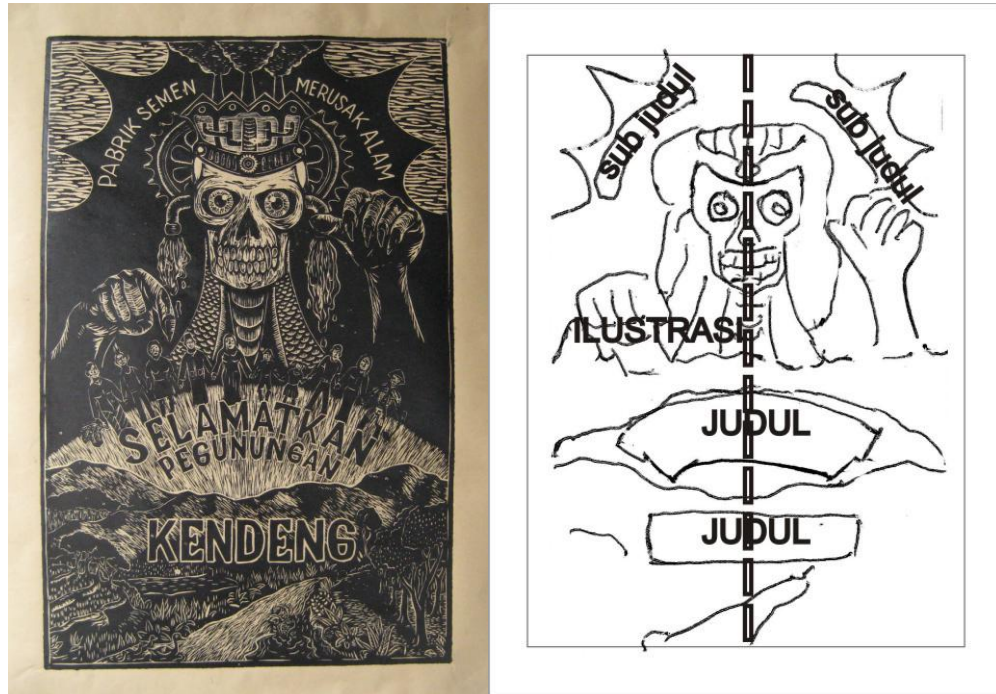 PABRIK SEMEN
MERUSAK ALAM
SELAMATKAN
PEGUNUNGAN
KENDENG
sub judul
sub judul
ILUSTRASI
JUDUL
JUDUL